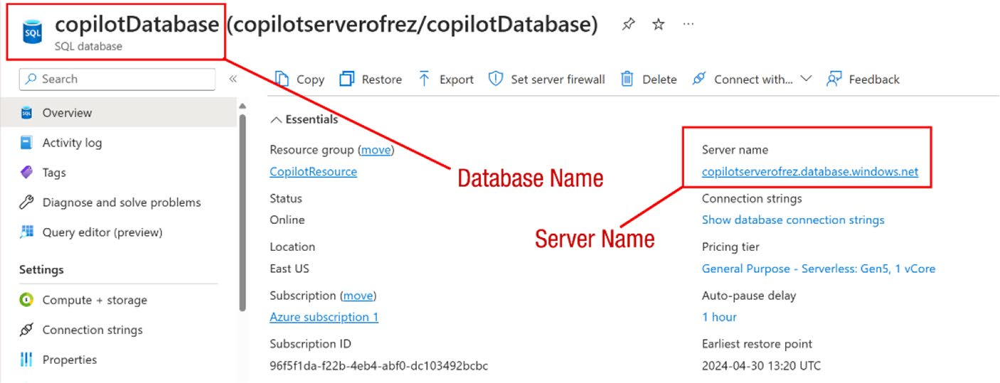 copilotDatabase (copilotserverofrez/copilotDatabase) ...
SQL
SQL database
Search «
Copy Restore Export Set server firewall Delete Connect with... Feedback
SQL Overview
Activity log
Tags
Diagnose and solve problems
Query editor (preview)
Settings
Compute + storage
Connection strings
Properties
Essentials
Resource group (move)
CopilotResource
Status
Online
Location
East US
Subscription (move)
Azure subscription 1
Subscription ID
96f5f1da-f22b-4eb4-abf0-dc103492bcbc
Database Name
Server Name
Server name
copilotserverofrez.database.windows.net
Connection strings
Show database connection strings
Pricing tier
General Purpose - Serverless: Gen5, 1 vCore
Auto-pause delay
1 hour
Earliest restore point
2024-04-30 13:20 UTC